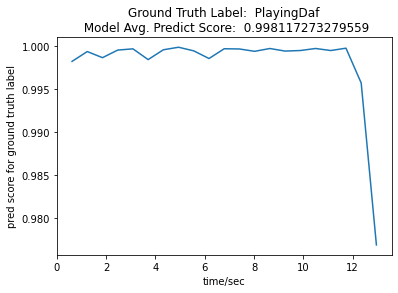 Ground Truth Label:  PlayingDaf
Model Avg. Predict Score:  0.998117273279559
1.000
0.995
0.990
0.985
0.980
pred score for ground truth label
0 2 4 6 8 10 12
time/sec